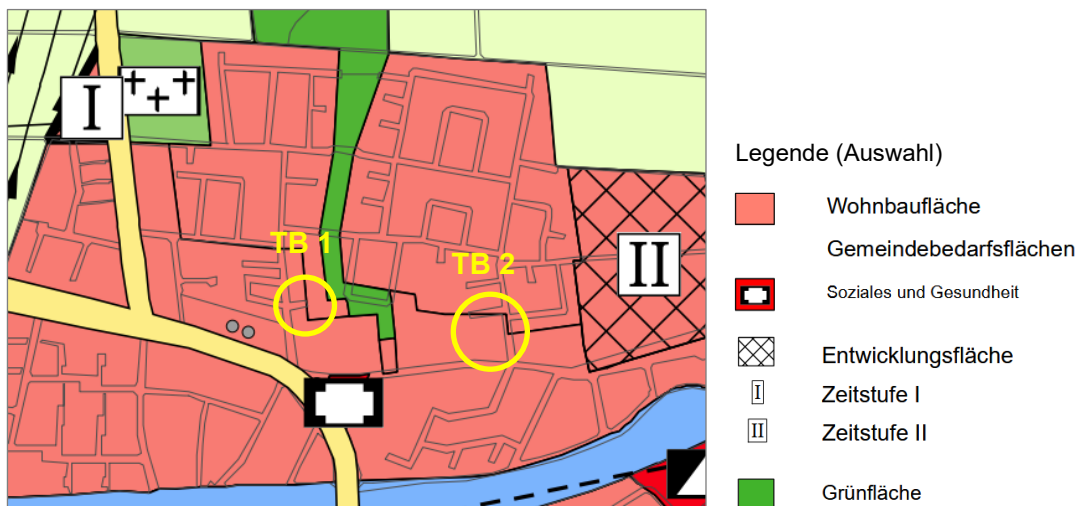 I
TB 1
TB 2
II
Legende (Auswahl)
Wohnbaufläche
Gemeindebedarfsflächen
Soziales und Gesundheit
Entwicklungsfläche
I Zeitstufe I
II Zeitstufe II
Grünfläche